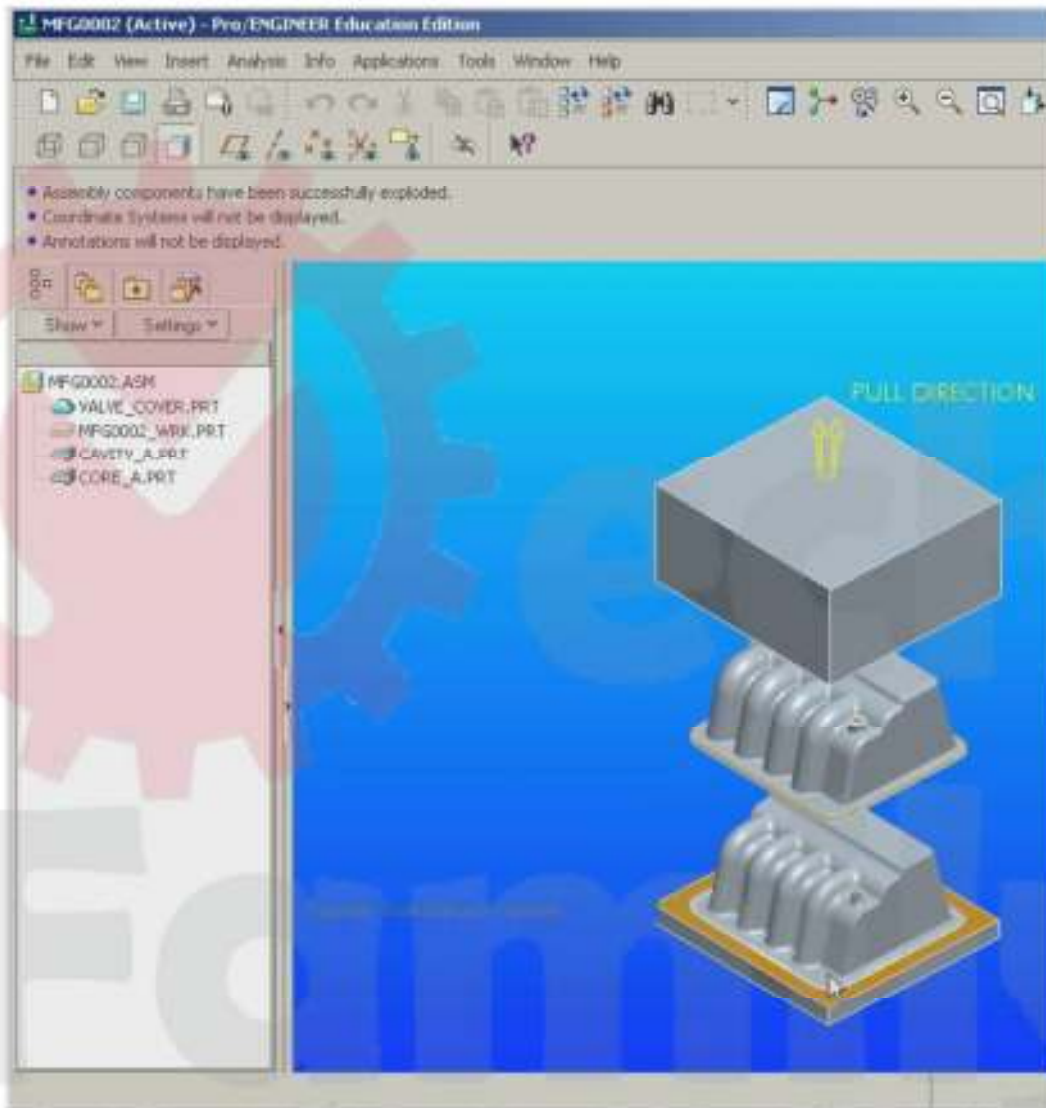 MFG0002 (Active) - Pro/ENGINEER Education Edition
File Edit View Insert Analysis Info Applications Tools Window Help
• Assembly components have been successfully exploded.
• Coordinate Systems will not be displayed.
• Annotations will not be displayed.
Show Settings
MFG0002.ASM
VALVE_COVER.PRT
MFG0002_WRK.PRT
CAVITY_A.PRT
CORE_A.PRT
PULL DIRECTION